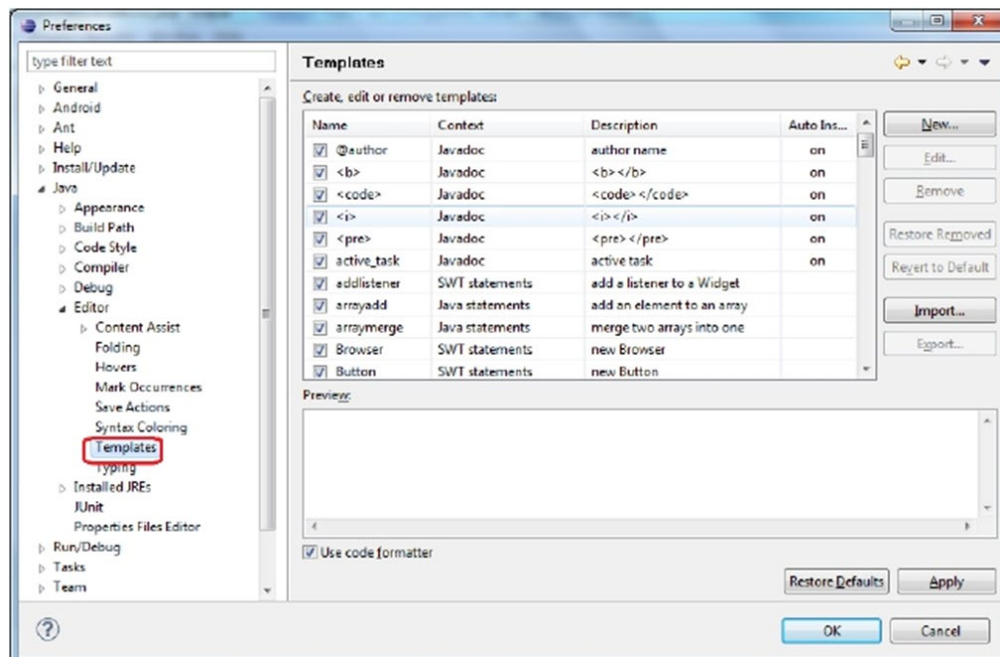 Preferences
type filter text
General
Android
Ant
Help
Install/Update
Java
Appearance
Build Path
Code Style
Compiler
Debug
Editor
Content Assist
Folding
Hovers
Mark Occurrences
Save Actions
Syntax Coloring
Templates
Typing
Installed JREs
JUnit
Properties Files Editor
Run/Debug
Tasks
Team
Templates
Create, edit or remove templates:
Name Context Description Auto Ins...
@author Javadoc author name on
<b> Javadoc <b></b> on
<code> Javadoc <code></code> on
<i> Javadoc <i></i> on
<pre> Javadoc <pre></pre> on
active_task Javadoc active task on
addlistener SWT statements add a listener to a Widget
arrayadd Java statements add an element to an array
arraymerge Java statements merge two arrays into one
Browser SWT statements new Browser
Button SWT statements new Button
New...
Edit...
Remove
Restore Removed
Revert to Default
Import...
Export...
Preview:
Use code formatter
Restore Defaults Apply
OK Cancel